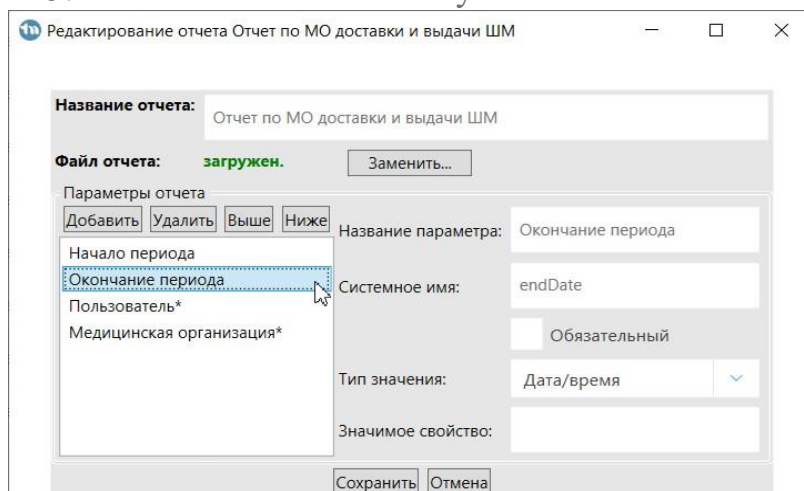 Редактирование отчета Отчет по МО доставки и выдачи ШМ
Название отчета: Отчет по МО доставки и выдачи ШМ
Файл отчета: загружен. Заменить...
Параметры отчета
Добавить Удалить Выше Ниже
Начало периода
Окончание периода
Пользователь*
Медицинская организация*
Название параметра: Окончание периода
Системное имя: endDate
Обязательный
Тип значения: Дата/время
Значимое свойство:
Сохранить Отмена